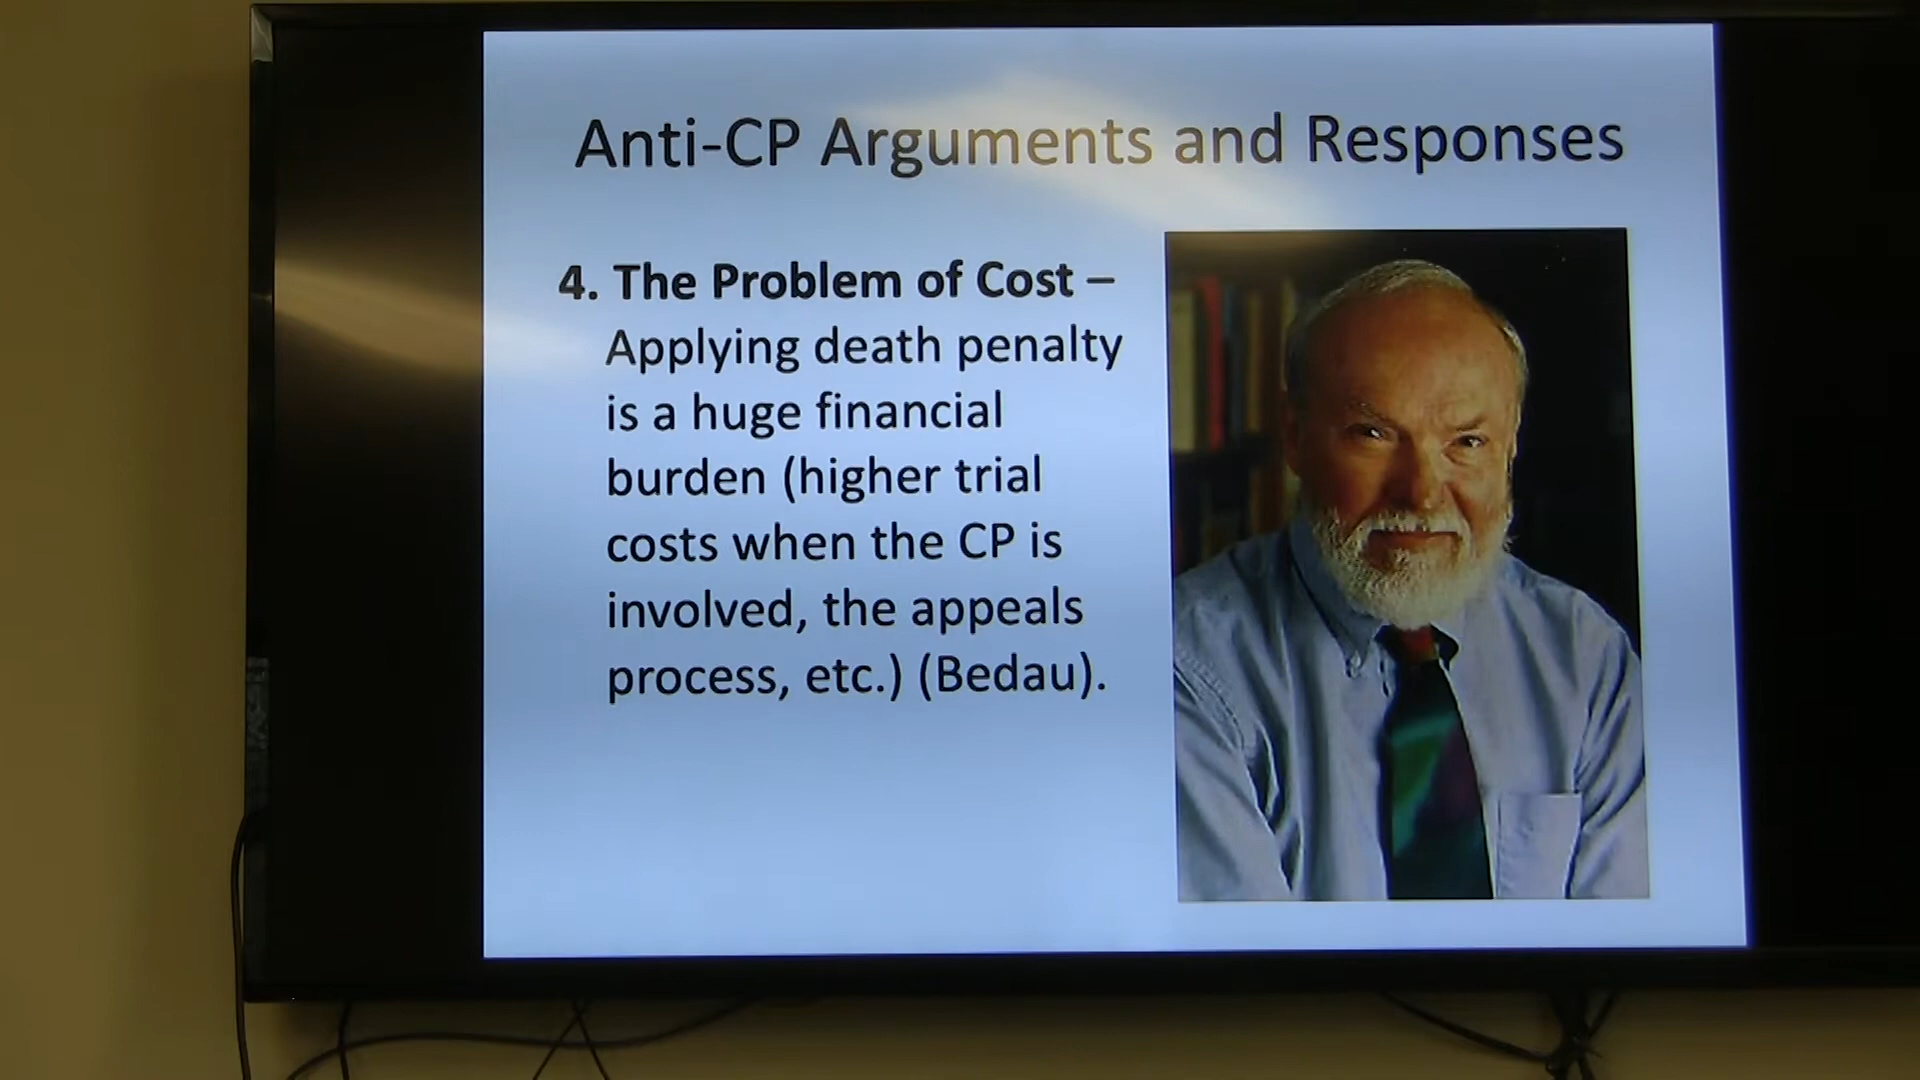 Anti-CP Arguments and Responses
4. The Problem of Cost –
Applying death penalty
is a huge financial
burden (higher trial
costs when the CP is
involved, the appeals
process, etc.) (Bedau).